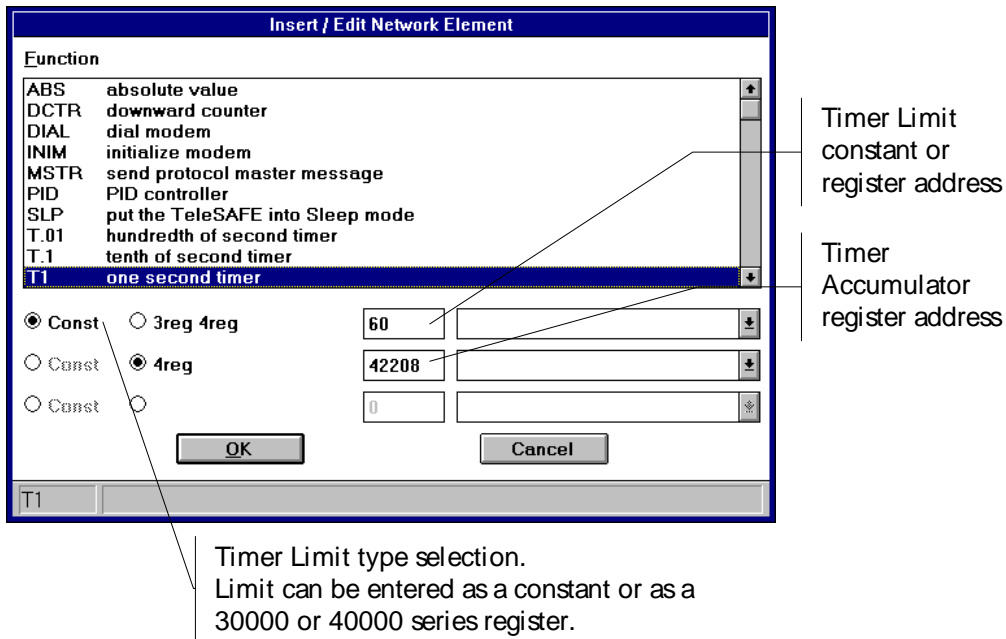 Insert / Edit Network Element
Function
ABS absolute value
DCTR downward counter
DIAL dial modem
INIM initialize modem
MSTR send protocol master message
PID PID controller
SLP put the TeleSAFE into Sleep mode
T.01 hundredth of second timer
T.1 tenth of second timer
T1 one second timer
Const 3reg 4reg 60
Const 4reg 42208
Const 0
OK Cancel
T1
Timer Limit
constant or
register address
Timer
Accumulator
register address
Timer Limit type selection.
Limit can be entered as a constant or as a
30000 or 40000 series register.